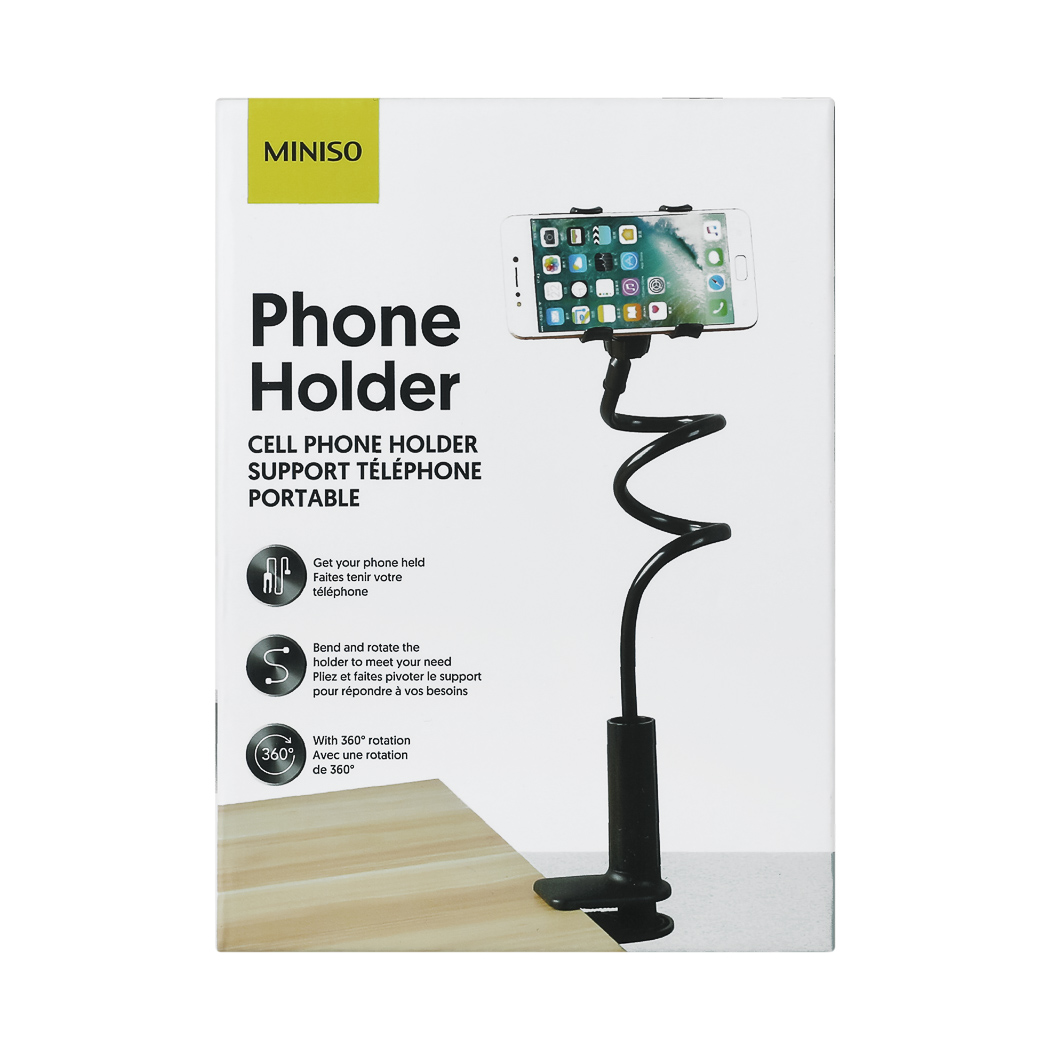 MINISO
Phone
Holder
CELL PHONE HOLDER
SUPPORT TÉLÉPHONE
PORTABLE
Get your phone held
Faites tenir votre
téléphone
Bend and rotate the
holder to meet your need
Pliez et faites pivoter le support
pour répondre à vos besoins
360°
With 360° rotation
Avec une rotation
de 360°